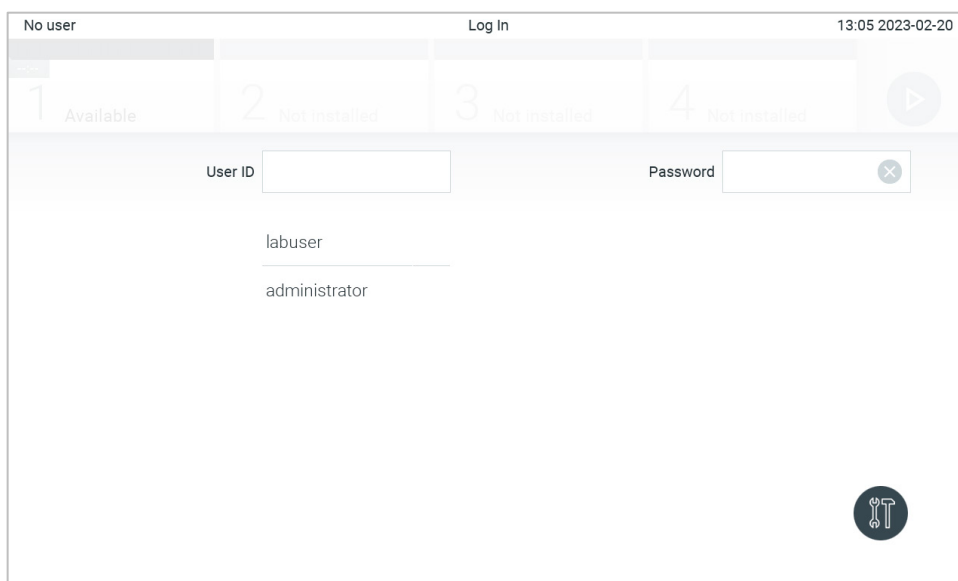 No user Log In 13:05 2023-02-20
1 Available 2 Not installed 3 Not installed 4 Not installed
User ID Password
labuser
administrator